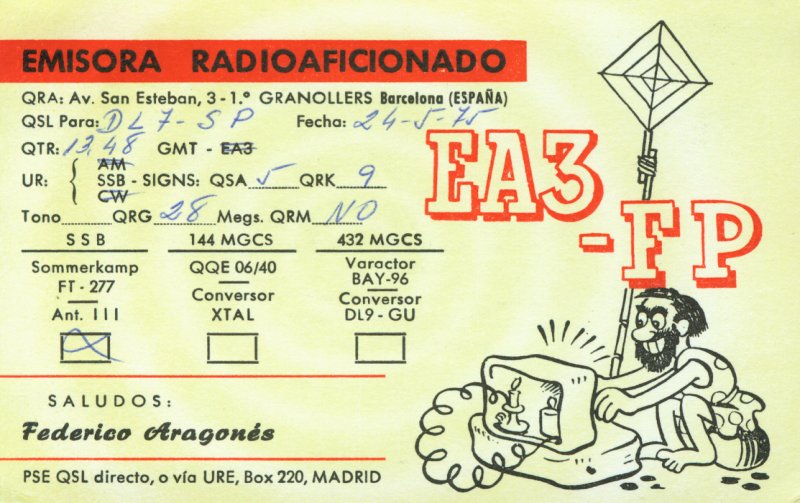 EMISORA RADIOAFICIONADO
QRA: Av. San Esteban, 3 - 1.º GRANOLLERS Barcelona (ESPAÑA)
QSL Para: DL7-SP Fecha: 24-5-75
QTR: 13,48 GMT - EA3
AM
UR: { SSB - SIGNS: QSA 5 QRK 9
CW
Tono QRG 28 Megs. QRM NO
EA3
-FP
SSB 144 MGCS 432 MGCS
Sommerkamp QQE 06/40 Varactor
FT - 277 Conversor BAY-96
Ant. III XTAL Conversor
DL9 - GU
SALUDOS:
Federico Aragonés
PSE QSL directo, o vía URE, Box 220, MADRID